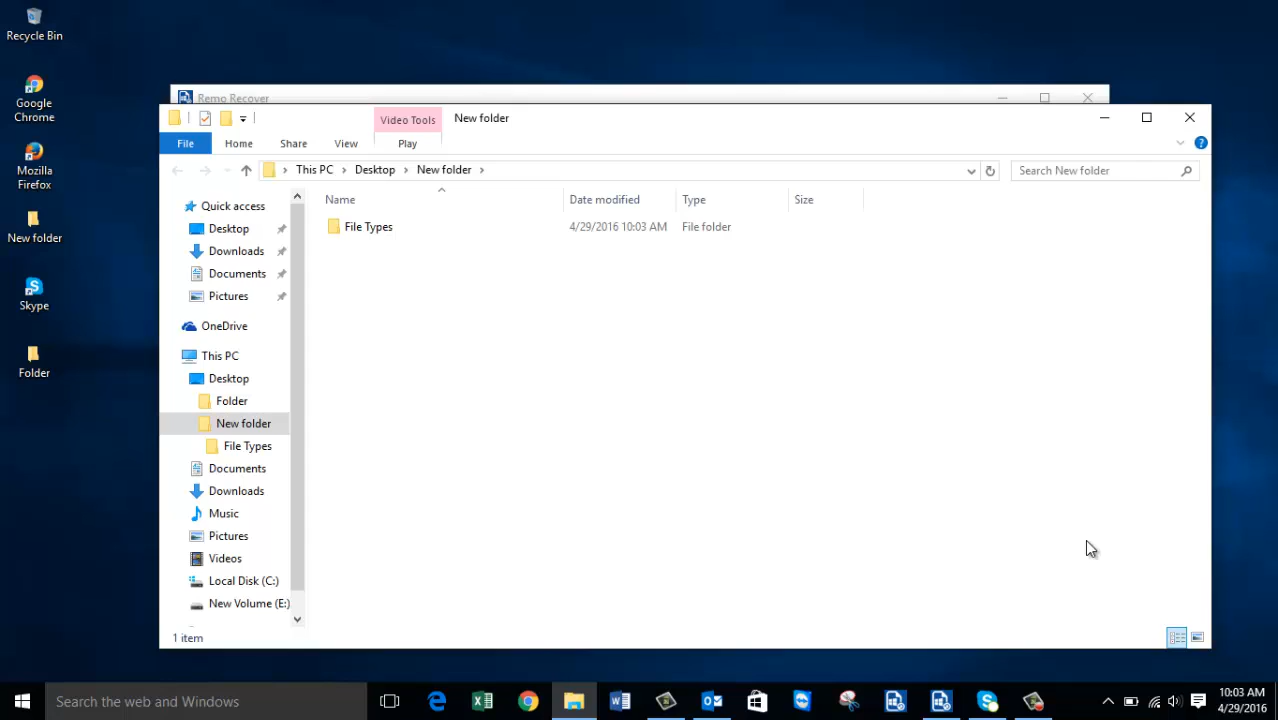 Recycle Bin
Google
Chrome
Mozilla
Firefox
New folder
Skype
Folder
Remo Recover
Video Tools
New folder
File
Home
Share
View
Play
This PC
Desktop
New folder
Search New folder
Quick access
Desktop
Downloads
Documents
Pictures
OneDrive
This PC
Desktop
Folder
New folder
File Types
Documents
Downloads
Music
Pictures
Videos
Local Disk (C:)
New Volume (E:)
Name
Date modified
Type
Size
File Types
4/29/2016 10:03 AM
File folder
1 item
Search the web and Windows
10:03 AM
4/29/2016